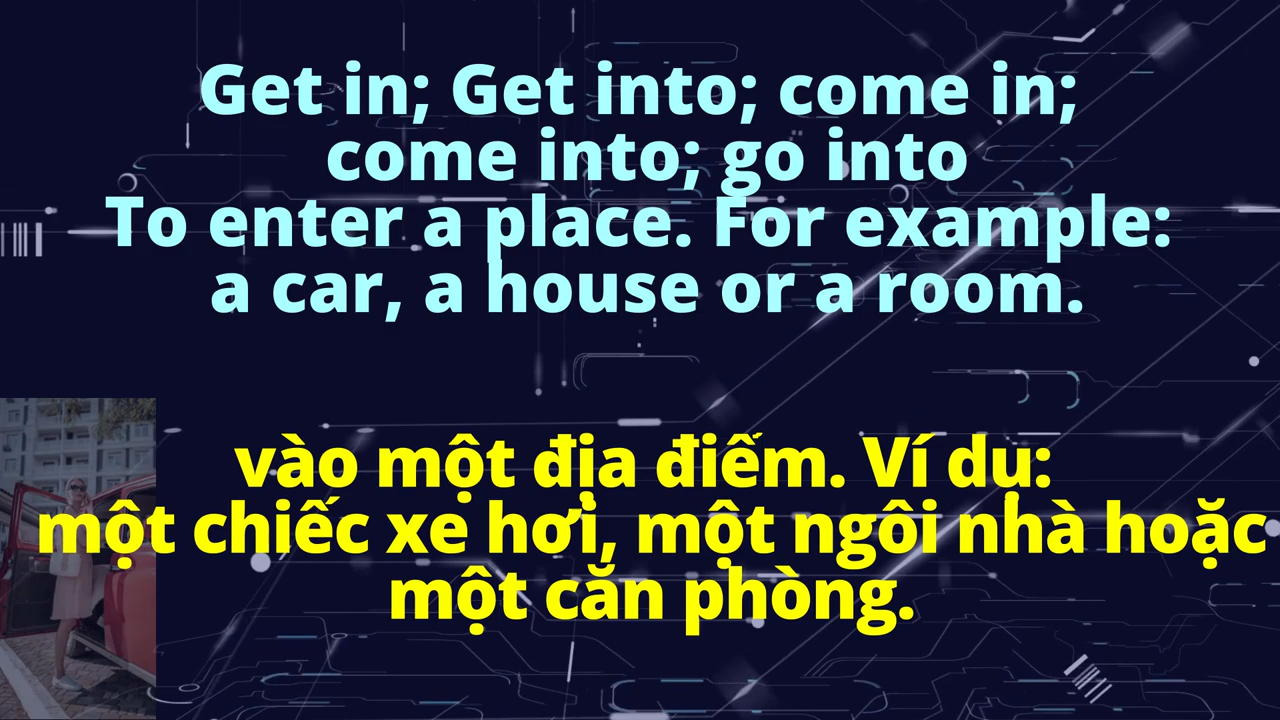 Get in; Get into; come in;
come into; go into
To enter a place. For example:
a car, a house or a room.
vào một địa điểm. Ví dụ:
một chiếc xe hơi, một ngôi nhà hoặc
một căn phòng.